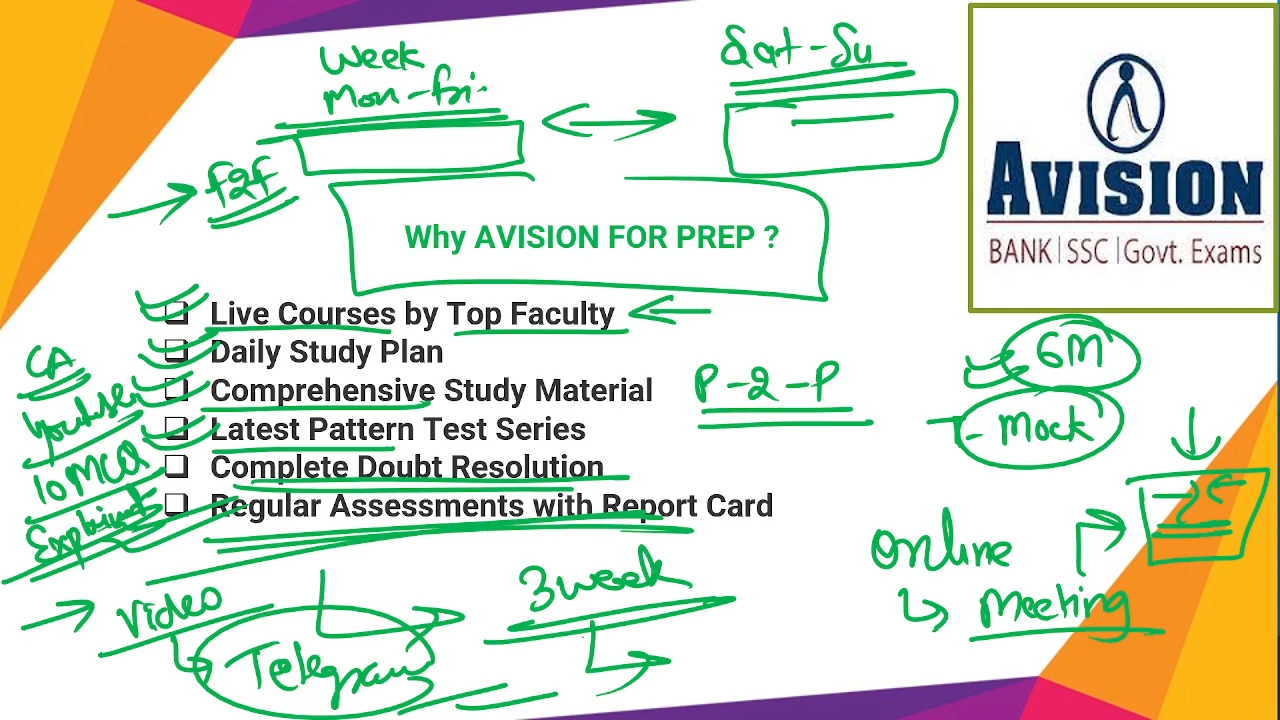 Week
Mon-fri-
Sat-Su
f2f
AVISION
BANK|SSC|Govt. Exams
Why AVISION FOR PREP ?
Live Courses by Top Faculty
Daily Study Plan
Comprehensive Study Material
Latest Pattern Test Series
Complete Doubt Resolution
Regular Assessments with Report Card
CA
10 MCQ
P-2-P
6M
- Mock
Online
Meeting
Video
Telegram
3 week